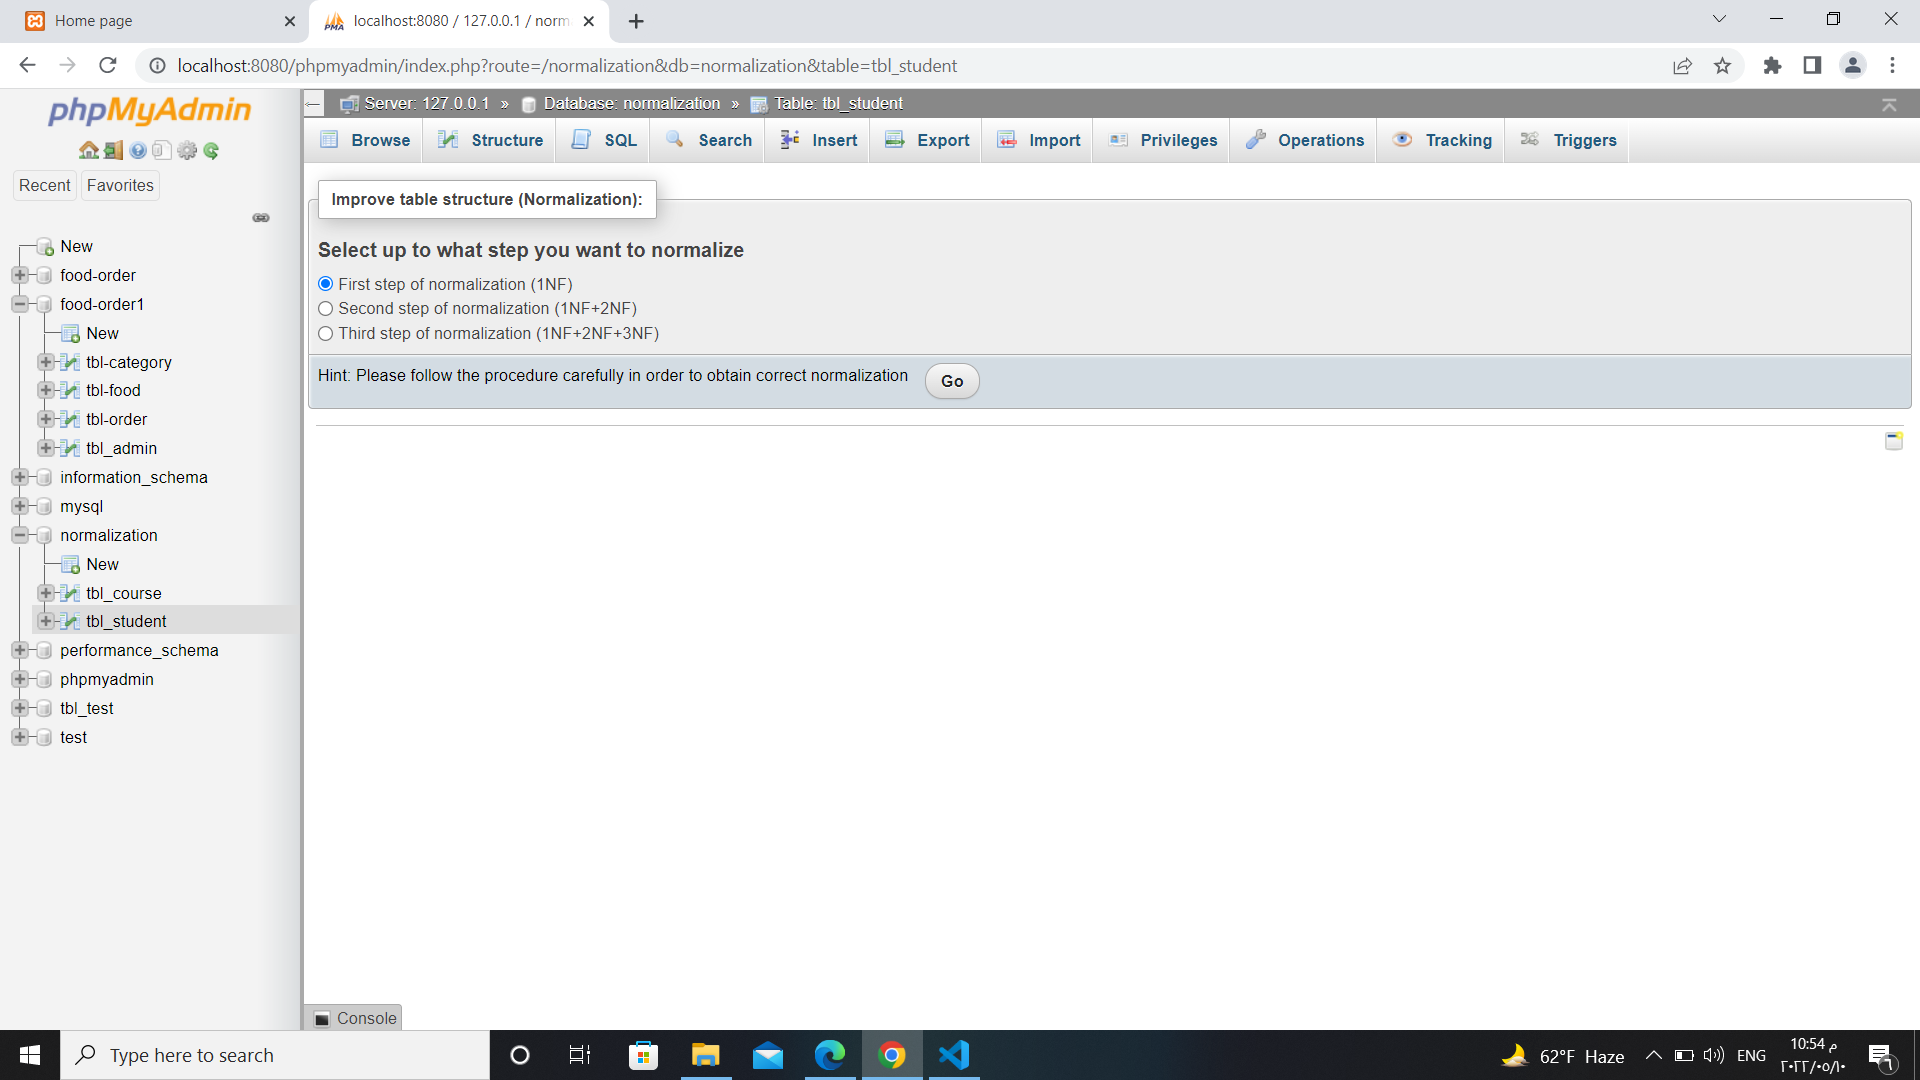 Home page
localhost:8080 / 127.0.0.1 / norm
localhost:8080/phpmyadmin/index.php?route=/normalization&db=normalization&table=tbl_student
phpMyAdmin
Recent
Favorites
New
food-order
food-order1
New
tbl-category
tbl-food
tbl-order
tbl_admin
information_schema
mysql
normalization
New
tbl_course
tbl_student
performance_schema
phpmyadmin
tbl_test
test
Server: 127.0.0.1 » Database: normalization » Table: tbl_student
Browse Structure SQL Search Insert Export Import Privileges Operations Tracking Triggers
Improve table structure (Normalization):
Select up to what step you want to normalize
First step of normalization (1NF)
Second step of normalization (1NF+2NF)
Third step of normalization (1NF+2NF+3NF)
Hint: Please follow the procedure carefully in order to obtain correct normalization Go
Console
Type here to search
62°F Haze
ENG
10:54 م
٢٠٢٢/٠٥/١٠
٦